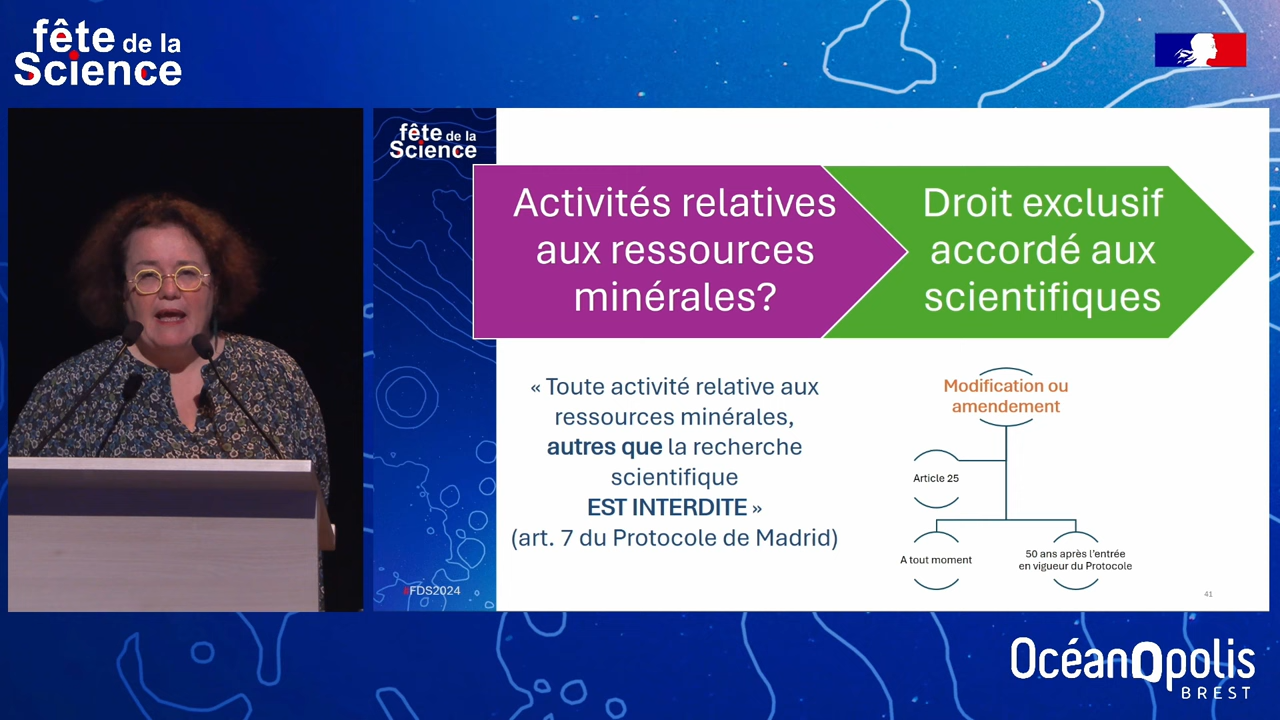 fête de la
Science
fête de la
Science
Activités relatives
aux ressources
minérales?
Droit exclusif
accordé aux
scientifiques
« Toute activité relative aux
ressources minérales,
autres que la recherche
scientifique
EST INTERDITE »
(art. 7 du Protocole de Madrid)
Modification ou
amendement
Article 25
A tout moment
50 ans après l'entrée
en vigueur du Protocole
#FDS2024
41
OcéanOpolis
BREST